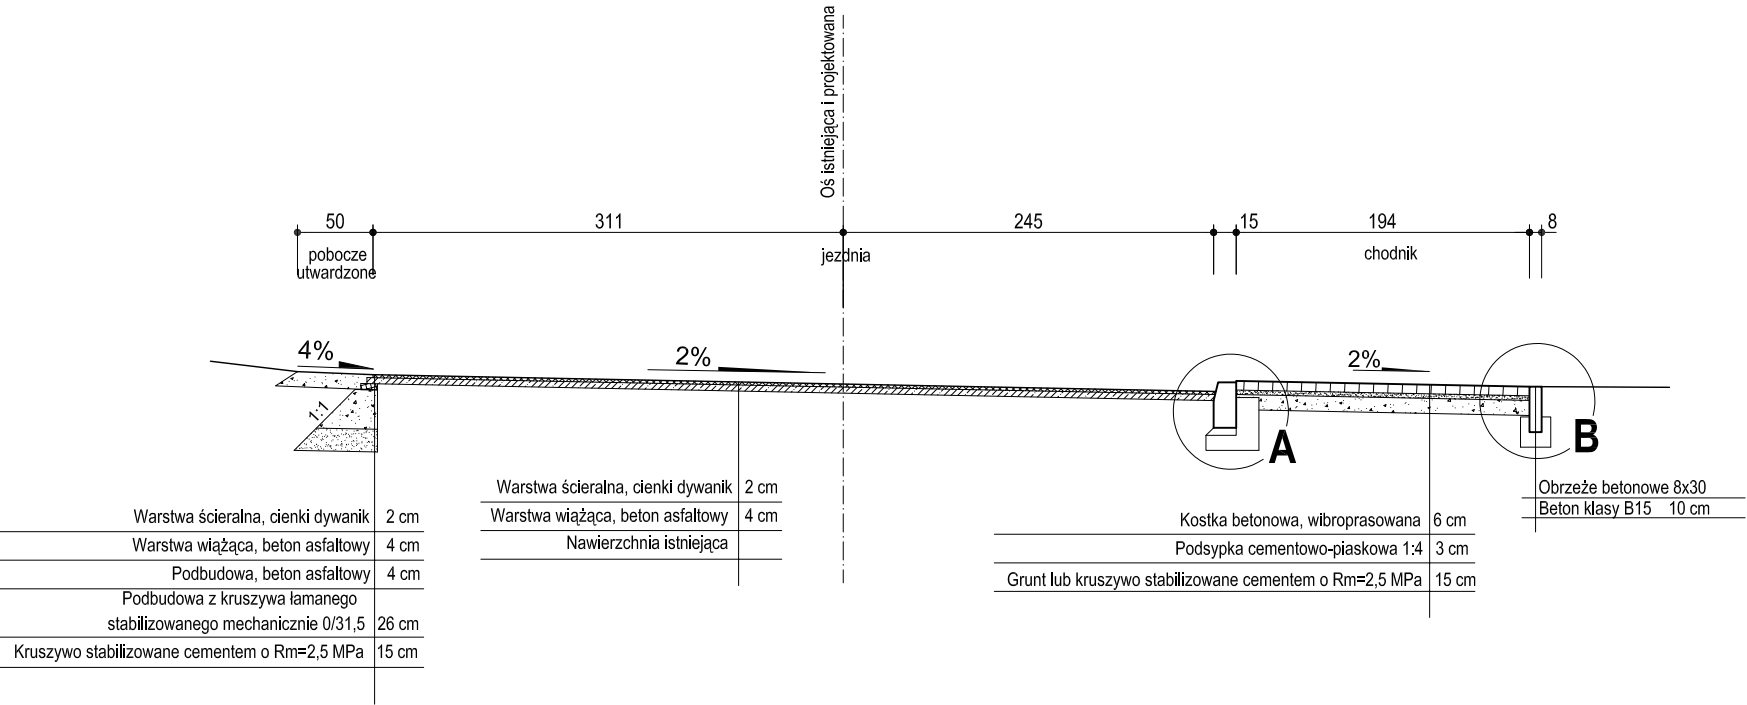 Oś istniejąca i projektowana
50
311
245
15
194
8
pobocze
utwardzone
jezdnia
chodnik
4%
2%
2%
1:1
A
B
Warstwa ścieralna, cienki dywanik 2 cm
Warstwa wiążąca, beton asfaltowy 4 cm
Podbudowa, beton asfaltowy 4 cm
Podbudowa z kruszywa łamanego
stabilizowanego mechanicznie 0/31,5 26 cm
Kruszywo stabilizowane cementem o Rm=2,5 MPa 15 cm
Warstwa ścieralna, cienki dywanik 2 cm
Warstwa wiążąca, beton asfaltowy 4 cm
Nawierzchnia istniejąca
Kostka betonowa, wibroprasowana 6 cm
Podsypka cementowo-piaskowa 1:4 3 cm
Grunt lub kruszywo stabilizowane cementem o Rm=2,5 MPa 15 cm
Obrzeże betonowe 8x30
Beton klasy B15 10 cm